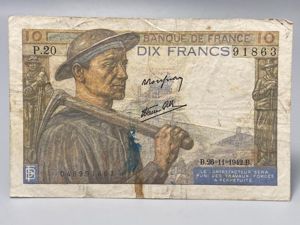 10 BANQUE DE FRANCE 10
P.20 DIX FRANCS 91863
B.26-11-1942.B.
LE CONTREFACTEUR SERA
PUNI DES TRAVAUX FORCÉS
À PERPÉTUITÉ